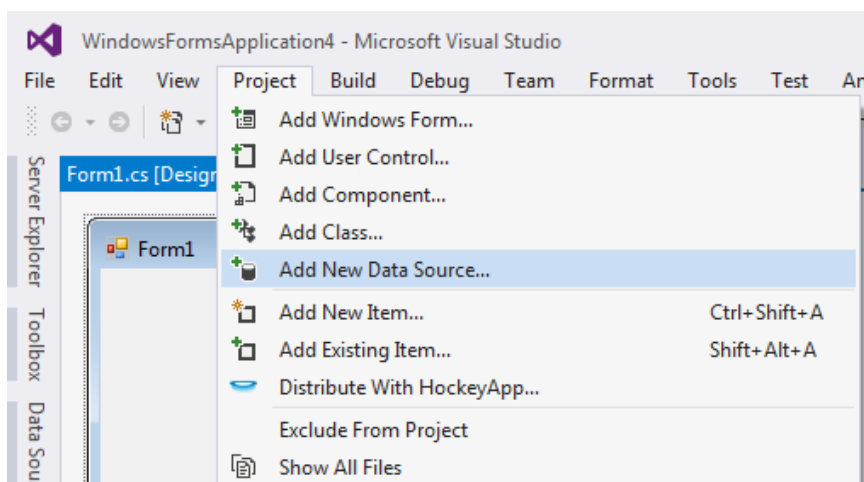 WindowsFormsApplication4 - Microsoft Visual Studio
File Edit View Project Build Debug Team Format Tools Test
Form1.cs [Desig
Server Explorer
Toolbox
Data Sou
Form1
Add Windows Form...
Add User Control...
Add Component...
Add Class...
Add New Data Source...
Add New Item... Ctrl+Shift+A
Add Existing Item... Shift+Alt+A
Distribute With HockeyApp...
Exclude From Project
Show All Files